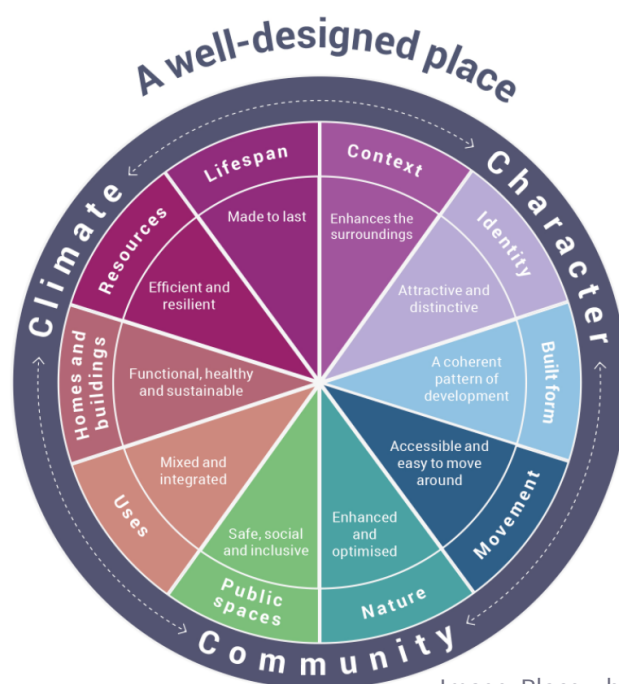 A well-designed place
Climate
Character
Community
Lifespan
Made to last
Context
Enhances the
surroundings
Identity
Attractive and
distinctive
Built form
A coherent
pattern of
development
Movement
Accessible and
easy to move
around
Nature
Enhanced
and
optimised
Public
spaces
Safe, social
and inclusive
Uses
Mixed and
integrated
Homes and
buildings
Functional, healthy
and sustainable
Resources
Efficient and
resilient